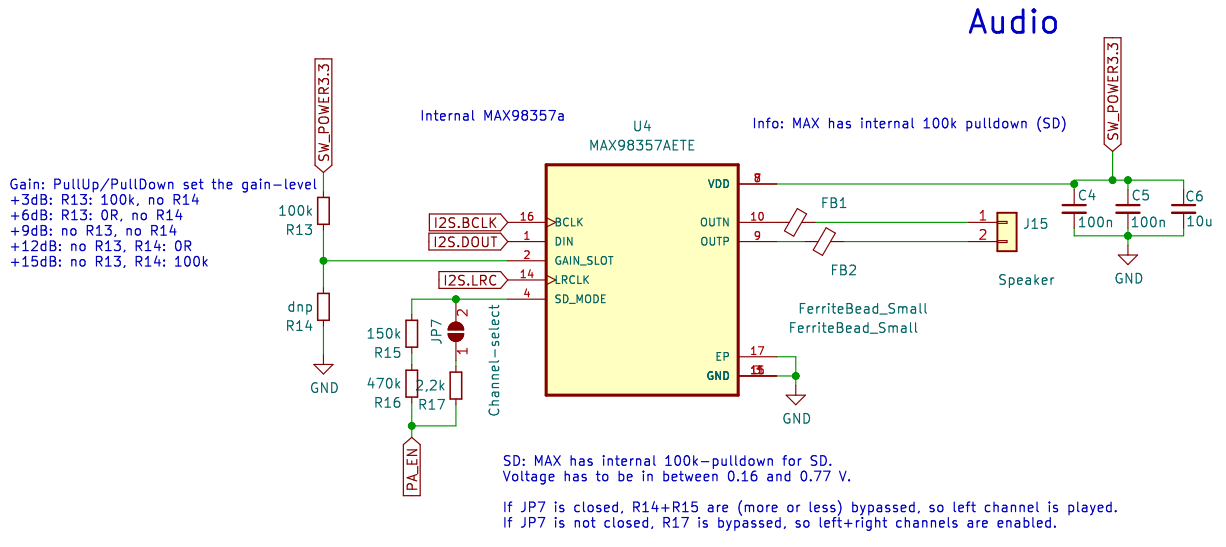 Audio
SW_POWER3.3
SW_POWER3.3
Internal MAX98357a
U4
MAX98357AETE
Info: MAX has internal 100k pulldown (SD)
Gain: PullUp/PullDown set the gain-level
+3dB: R13: 100k, no R14
+6dB: R13: 0R, no R14
+9dB: no R13, no R14
+12dB: no R13, R14: 0R
+15dB: no R13, R14: 100k
100k
R13
dnp
R14
GND
I2S.BCLK
16
BCLK
I2S.DOUT
1
DIN
2
GAIN_SLOT
I2S.LRC
14
LRCLK
4
SD_MODE
VDD
OUTN
10
OUTP
9
EP
17
GND
GND
FB1
FB2
1
2
J15
Speaker
FerriteBead_Small
FerriteBead_Small
C4
100n
C5
100n
C6
10u
GND
150k
R15
470k
R16
JP7
2
1
2,2k
R17
Channel-select
PA_EN
SD: MAX has internal 100k-pulldown for SD.
Voltage has to be in between 0.16 and 0.77 V.
If JP7 is closed, R14+R15 are (more or less) bypassed, so left channel is played.
If JP7 is not closed, R17 is bypassed, so left+right channels are enabled.